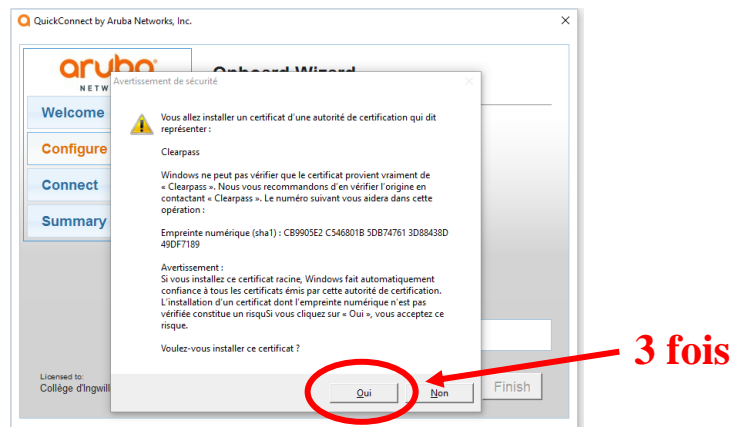 QuickConnect by Aruba Networks, Inc.
aruba
NETW
Onboard Wizard
Avertissement de sécurité
Welcome
Configure
Connect
Summary
Vous allez installer un certificat d'une autorité de certification qui dit
représenter :
Clearpass
Windows ne peut pas vérifier que le certificat provient vraiment de
« Clearpass ». Nous vous recommandons d'en vérifier l'origine en
contactant « Clearpass ». Le numéro suivant vous aidera dans cette
opération :
Empreinte numérique (sha1) : CB9905E2 C546801B 5DB74761 3D88438D
49DF7189
Avertissement :
Si vous installez ce certificat racine, Windows fait automatiquement
confiance à tous les certificats émis par cette autorité de certification.
L'installation d'un certificat dont l'empreinte numérique n'est pas
vérifiée constitue un risquSi vous cliquez sur « Oui », vous acceptez ce
risque.
Voulez-vous installer ce certificat ?
Oui
Non
3 fois
Licensed to:
Collège d'Ingwill
Finish